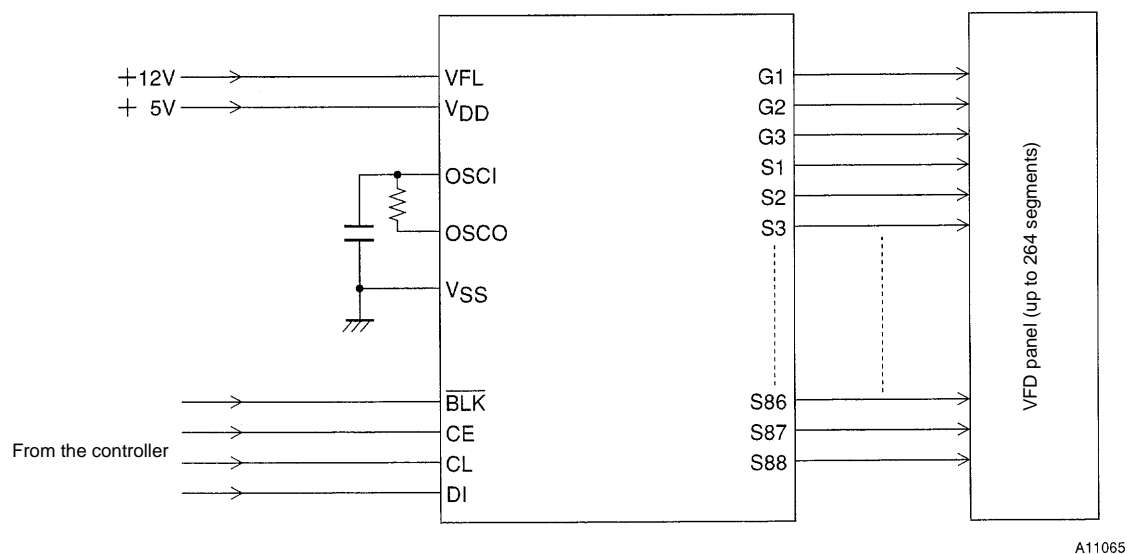 +12V
VFL
+ 5V
VDD
OSCI
OSCO
VSS
BLK
CE
From the controller
CL
DI
G1
G2
G3
S1
S2
S3
S86
S87
S88
VFD panel (up to 264 segments)
A11065